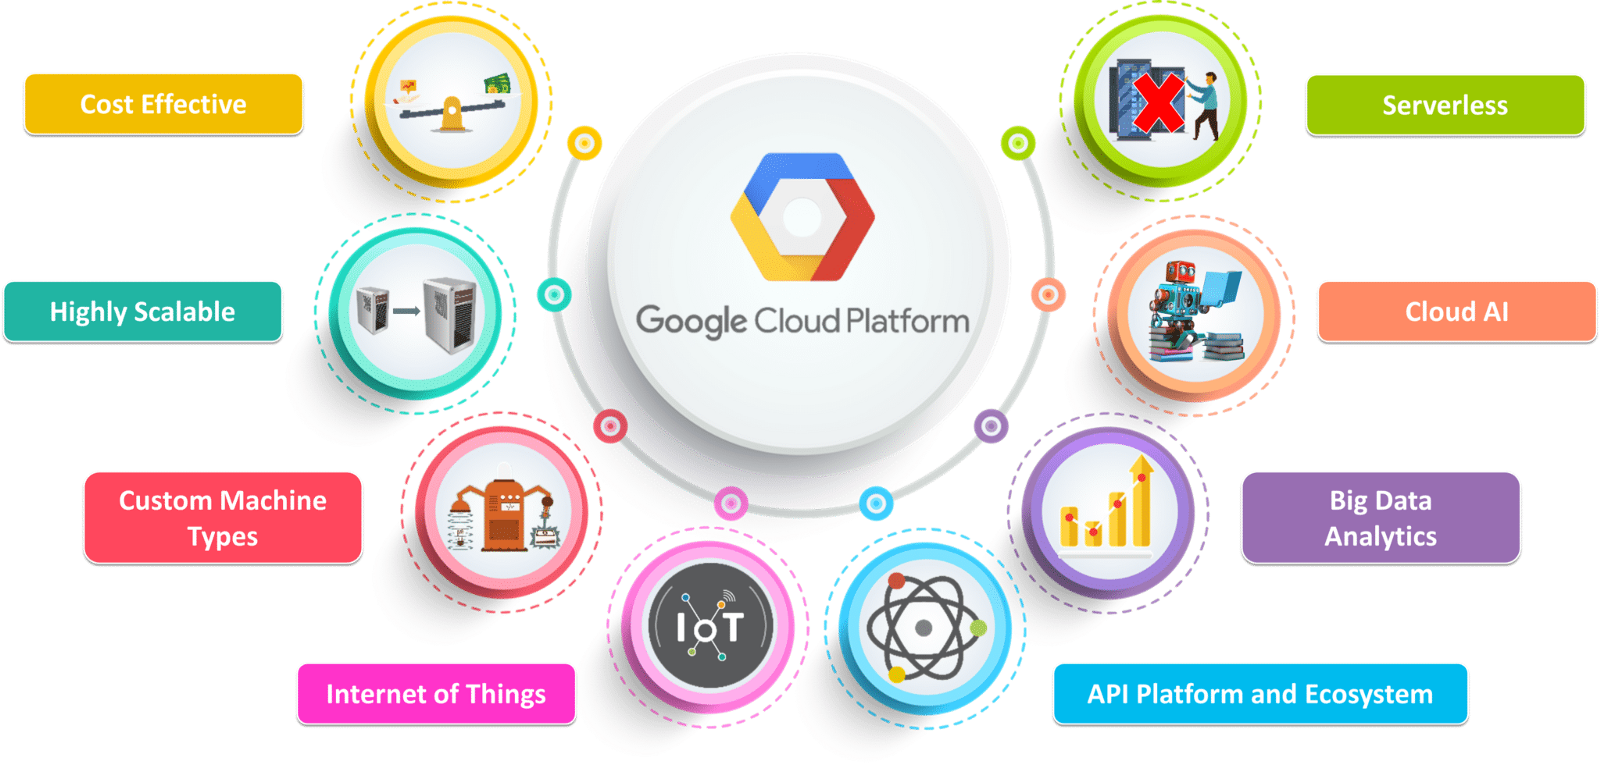 Cost Effective
Serverless
Highly Scalable
Google Cloud Platform
Cloud AI
Custom Machine
Types
Big Data
Analytics
IoT
Internet of Things
API Platform and Ecosystem